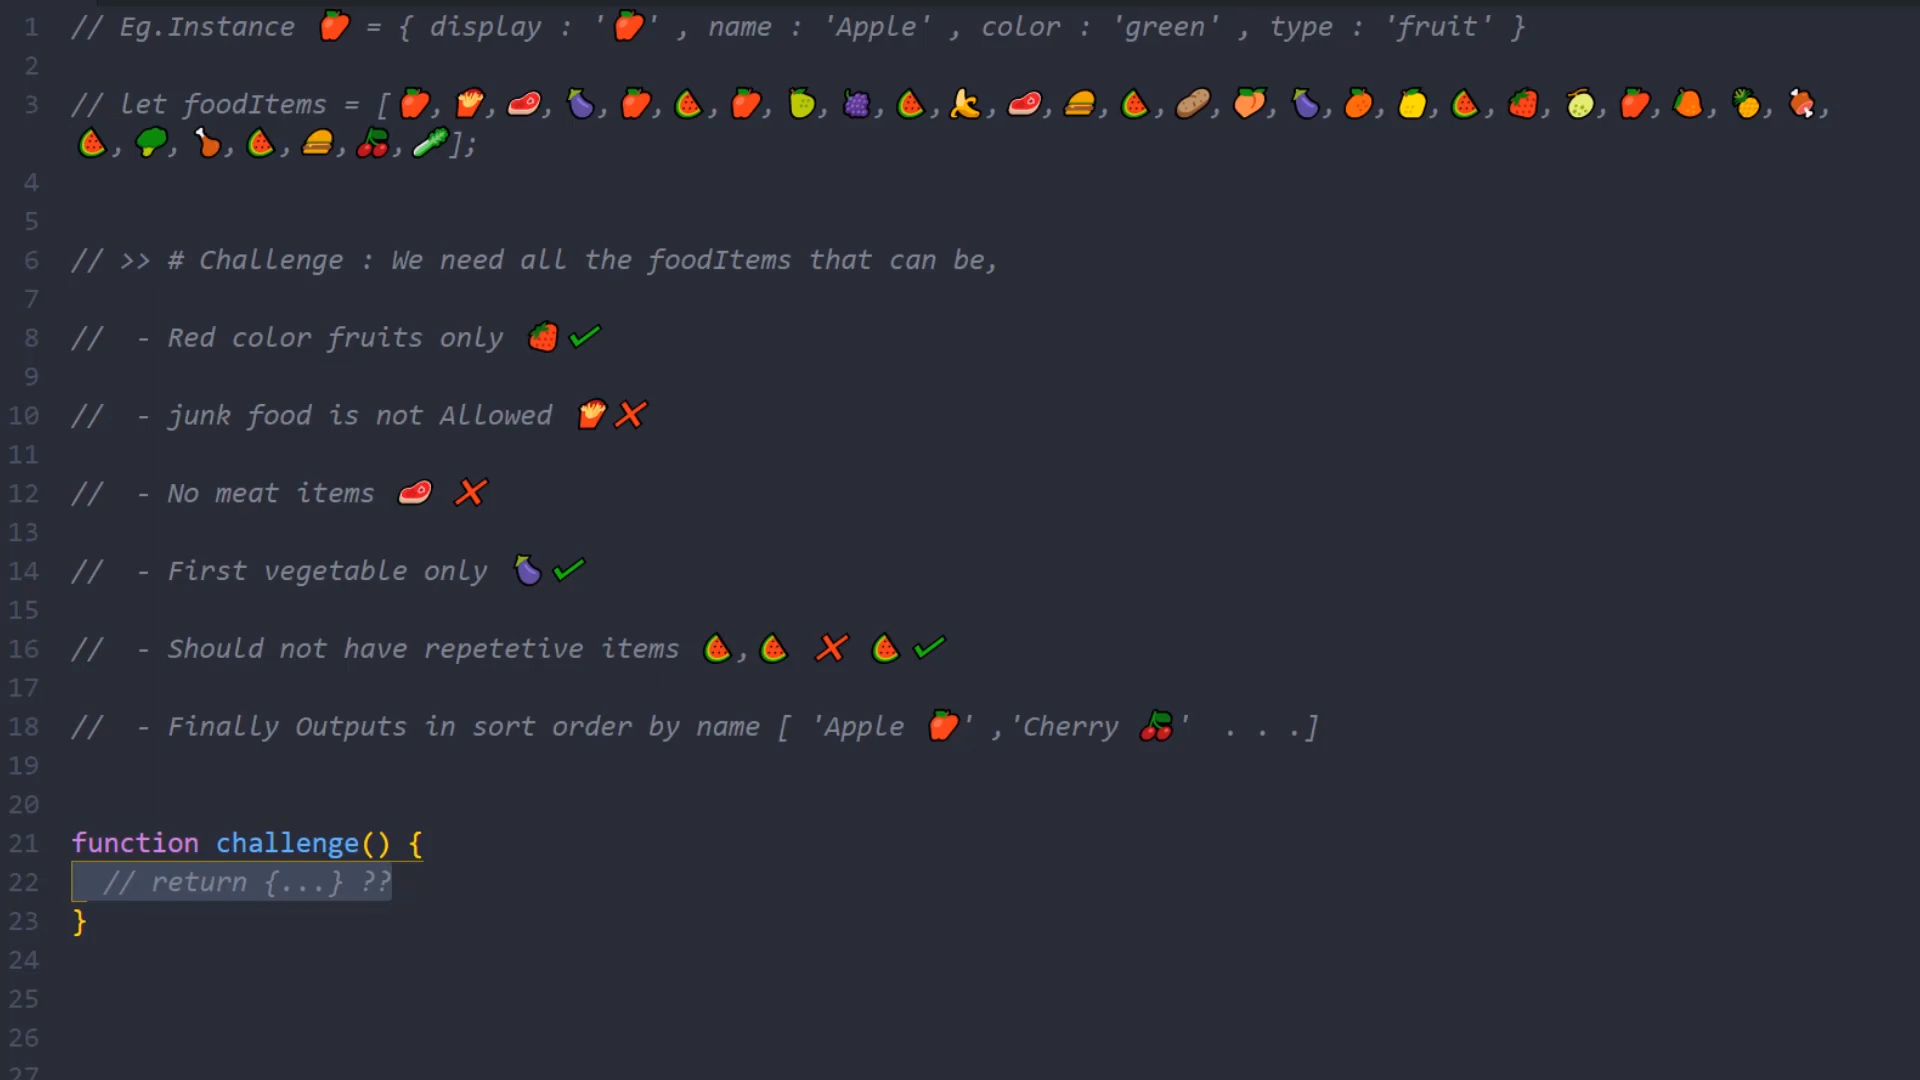 1 // Eg.Instance 🍎 = { display : '🍎' , name : 'Apple' , color : 'green' , type : 'fruit' }
2
3 // let foodItems = [🍎,🍟,🥩,🍆,🍎,🍉,🍎,🍏,🍇,🍉,🍌,🥩,🍔,🍉,🥔,🍑,🍆,🍊,🍋,🍉,🍓,🍈,🍎,🥭,🍍,🍖,
🍉,🥦,🍗,🍉,🍔,🍒,🥬];
4
5
6 // >> # Challenge : We need all the foodItems that can be,
7
8 //  - Red color fruits only 🍓✔
9
10 //  - junk food is not Allowed 🍟❌
11
12 //  - No meat items 🥩 ❌
13
14 //  - First vegetable only 🍆✔
15
16 //  - Should not have repetetive items 🍉,🍉 ❌ 🍉✔
17
18 //  - Finally Outputs in sort order by name [ 'Apple 🍎' ,'Cherry 🍒'  . . .]
19
20
21 function challenge() {
22   // return {...} ??
23 }
24
25
26
27